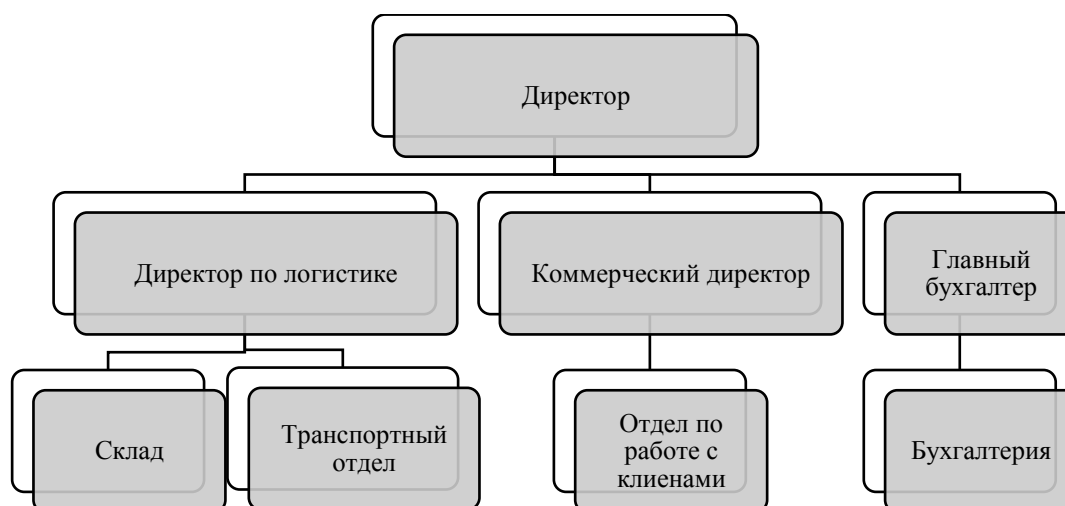 Директор
Директор по логистике
Коммерческий директор
Главный
бухгалтер
Склад
Транспортный
отдел
Отдел по
работе с
клиенами
Бухгалтерия